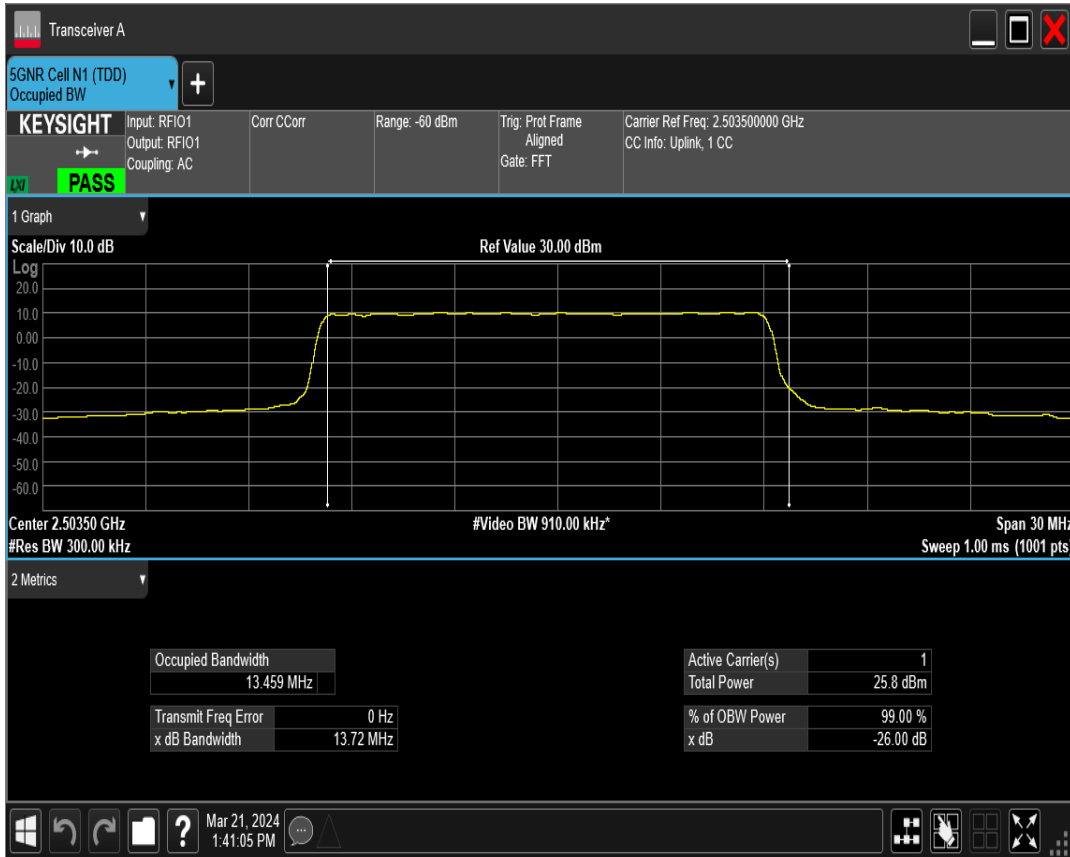 Transceiver A
5GNR Cell N1 (TDD)
Occupied BW
+
KEYSIGHT
LXI
PASS
Input: RFIO1
Output: RFIO1
Coupling: AC
Corr CCorr
Range: -60 dBm
Trig: Prot Frame
Aligned
Gate: FFT
Carrier Ref Freq: 2.503500000 GHz
CC Info: Uplink, 1 CC
1 Graph
Scale/Div 10.0 dB
Ref Value 30.00 dBm
Log
20.0
10.0
0.00
-10.0
-20.0
-30.0
-40.0
-50.0
-60.0
Center 2.50350 GHz
#Video BW 910.00 kHz*
Span 30 MHz
#Res BW 300.00 kHz
Sweep 1.00 ms (1001 pts)
2 Metrics
Occupied Bandwidth
13.459 MHz
Transmit Freq Error 0 Hz
x dB Bandwidth 13.72 MHz
Active Carrier(s) 1
Total Power 25.8 dBm
% of OBW Power 99.00 %
x dB -26.00 dB
?
Mar 21, 2024
1:41:05 PM